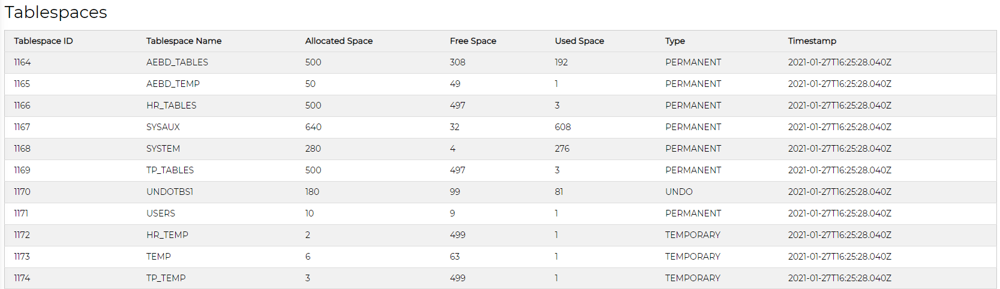 Tablespaces
Tablespace ID Tablespace Name Allocated Space Free Space Used Space Type Timestamp
1164 AEBD_TABLES 500 308 192 PERMANENT 2021-01-27T16:25:28.040Z
1165 AEBD_TEMP 50 49 1 PERMANENT 2021-01-27T16:25:28.040Z
1166 HR_TABLES 500 497 3 PERMANENT 2021-01-27T16:25:28.040Z
1167 SYSAUX 640 32 608 PERMANENT 2021-01-27T16:25:28.040Z
1168 SYSTEM 280 4 276 PERMANENT 2021-01-27T16:25:28.040Z
1169 TP_TABLES 500 497 3 PERMANENT 2021-01-27T16:25:28.040Z
1170 UNDOTBS1 180 99 81 UNDO 2021-01-27T16:25:28.040Z
1171 USERS 10 9 1 PERMANENT 2021-01-27T16:25:28.040Z
1172 HR_TEMP 2 499 1 TEMPORARY 2021-01-27T16:25:28.040Z
1173 TEMP 6 63 1 TEMPORARY 2021-01-27T16:25:28.040Z
1174 TP_TEMP 3 499 1 TEMPORARY 2021-01-27T16:25:28.040Z